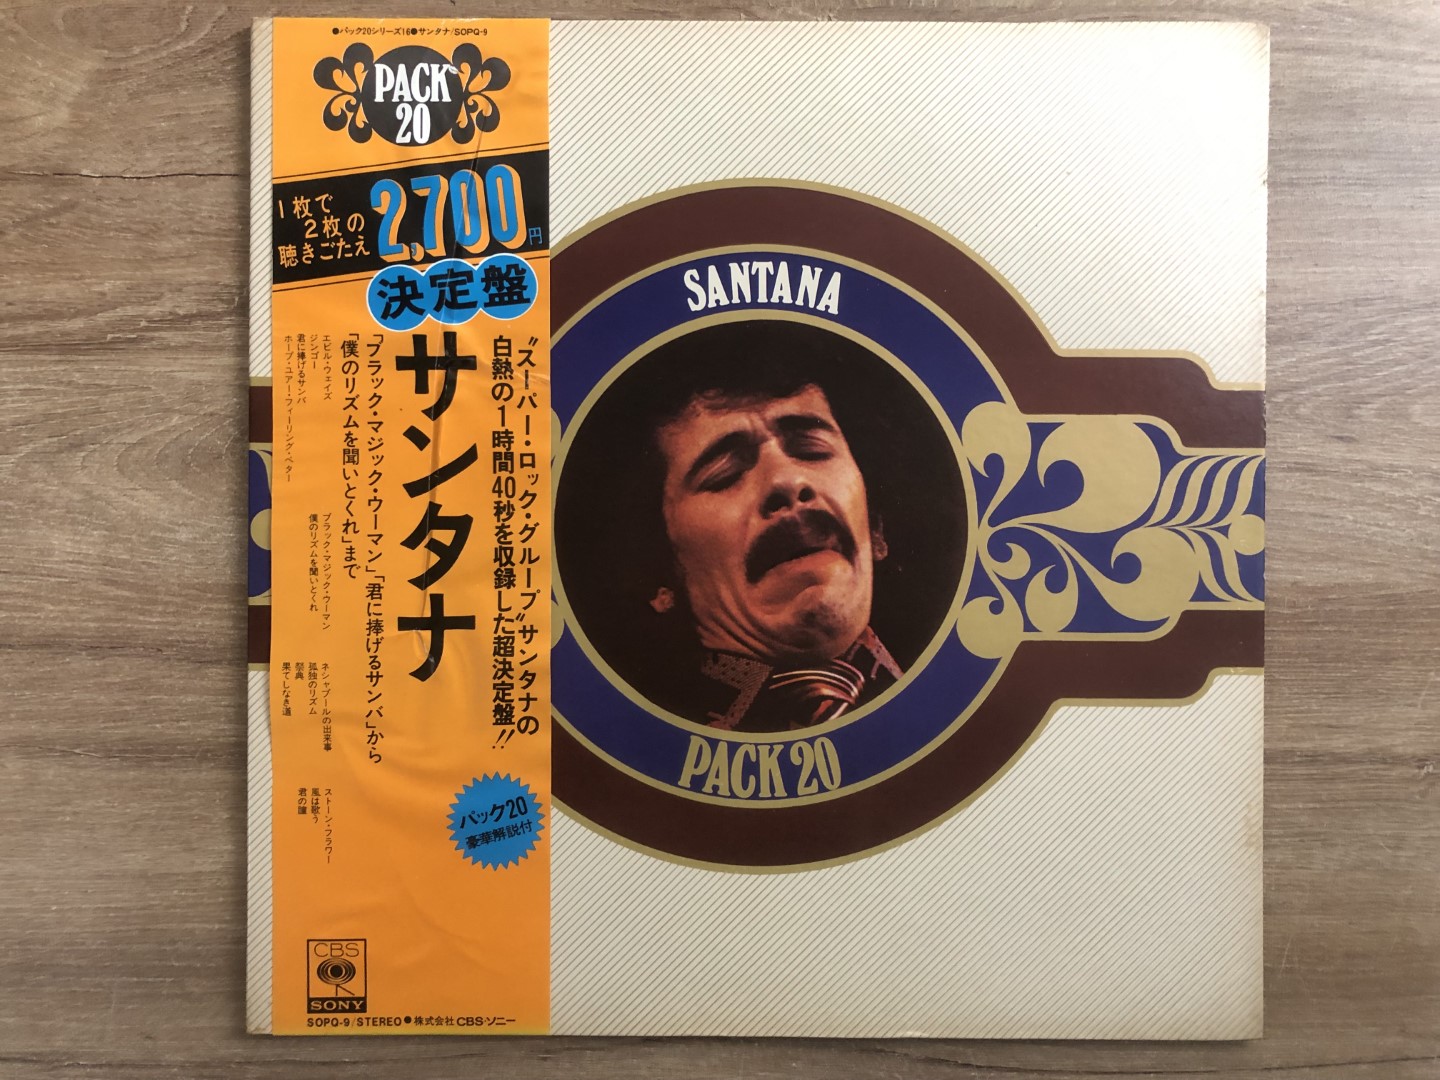 ●パック20シリーズ16●サンタナ/SOPQ-9
PACK
20
1枚で
2枚の
聴きごたえ
2,700円
決定盤
"スーパー・ロック・グループ"サンタナの
白熱の1時間40秒を収録した超決定盤!!
サンタナ
「ブラック・マジック・ウーマン」「君に捧げるサンバ」から
「僕のリズムを聞いとくれ」まで
エビル・ウェイズ
ジンゴー
君に捧げるサンバ
ホープ・ユアー・フィーリング・ベター
ブラック・マジック・ウーマン
僕のリズムを聞いとくれ
ネシャブールの出来事
孤独のリズム
祭典
果てしなき道
ストーン・フラワー
風は歌う
君の瞳
パック20
豪華解説付
CBS
SONY
SOPQ-9/STEREO●株式会社CBS・ソニー
SANTANA
PACK 20